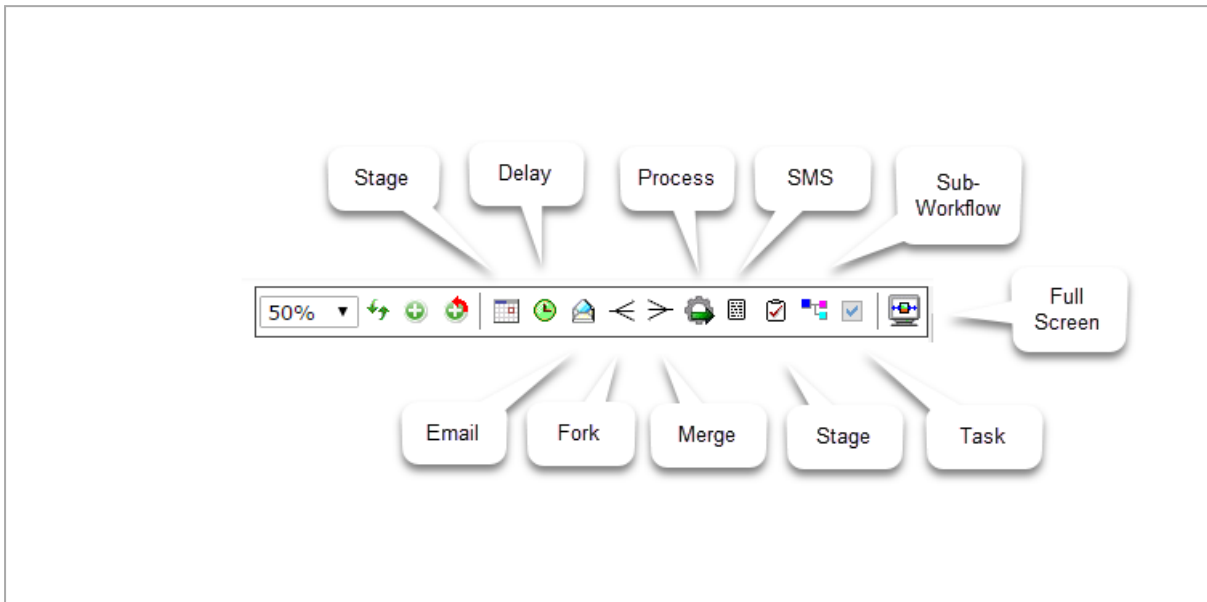 Stage
Delay
Process
SMS
Sub-
Workflow
50%
Full
Screen
Email
Fork
Merge
Stage
Task